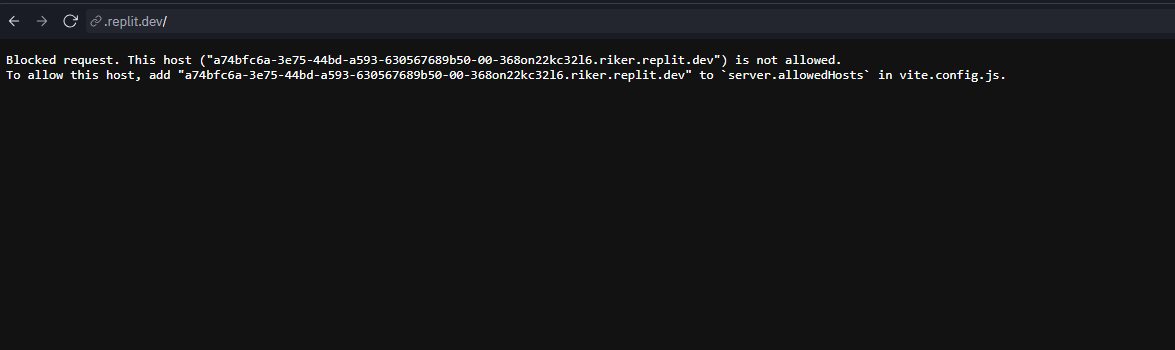 .replit.dev/
Blocked request. This host ("a74bfc6a-3e75-44bd-a593-630567689b50-00-368on22kc32l6.riker.replit.dev") is not allowed.
To allow this host, add "a74bfc6a-3e75-44bd-a593-630567689b50-00-368on22kc32l6.riker.replit.dev" to `server.allowedHosts` in vite.config.js.